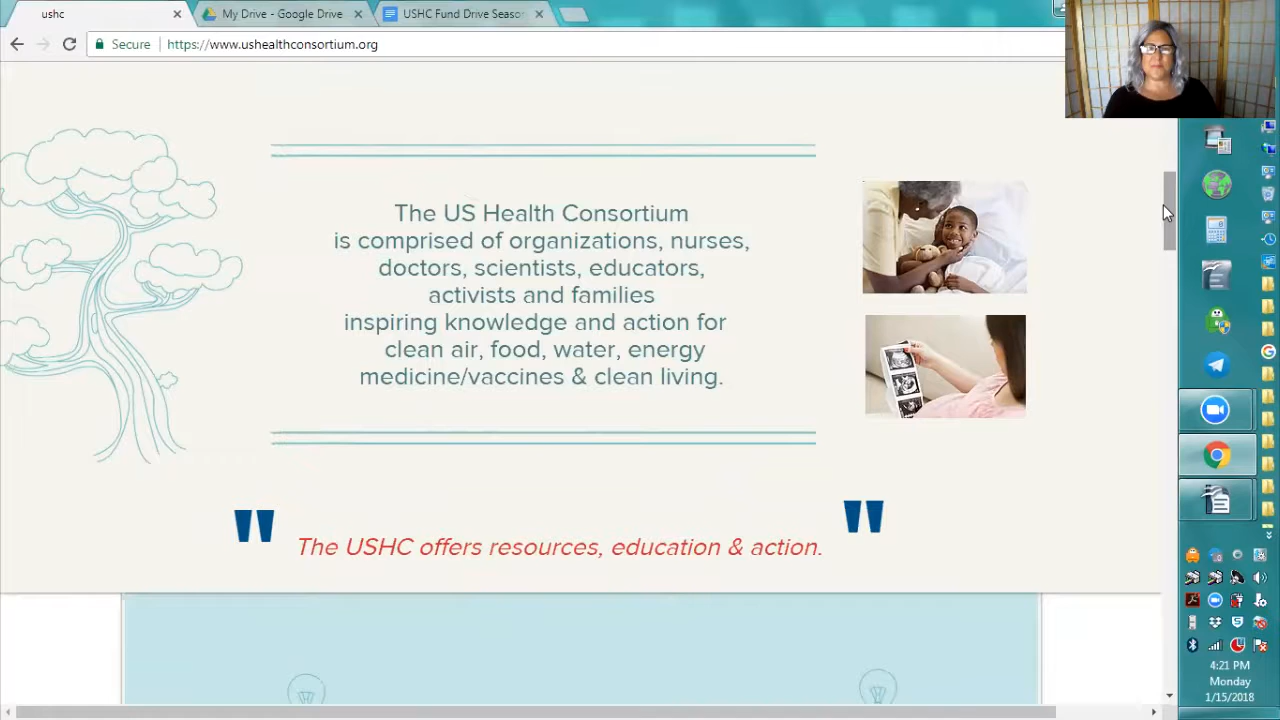 ushc
My Drive - Google Drive
USHC Fund Drive Season
Secure
https://www.ushealthconsortium.org
The US Health Consortium
is comprised of organizations, nurses,
doctors, scientists, educators,
activists and families
inspiring knowledge and action for
clean air, food, water, energy
medicine/vaccines & clean living.
" The USHC offers resources, education & action. "
4:21 PM
Monday
1/15/2018